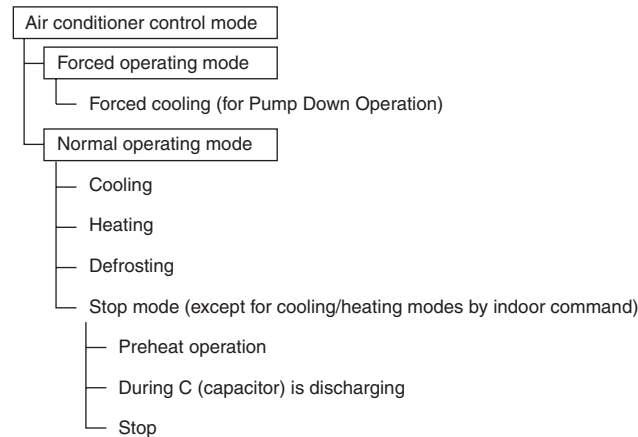 Air conditioner control mode
Forced operating mode
Forced cooling (for Pump Down Operation)
Normal operating mode
Cooling
Heating
Defrosting
Stop mode (except for cooling/heating modes by indoor command)
Preheat operation
During C (capacitor) is discharging
Stop